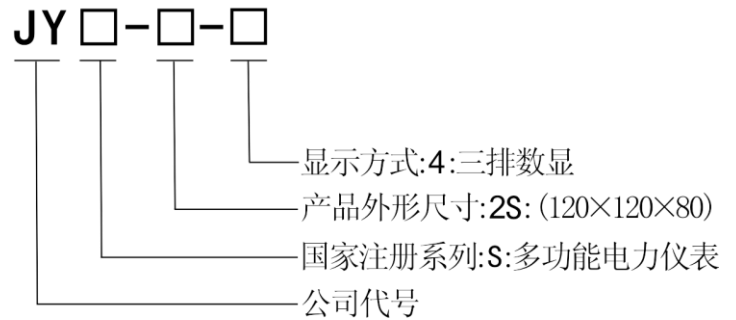 JY□-□-□
显示方式:4:三排数显
产品外形尺寸:2S:(120×120×80)
国家注册系列:S:多功能电力仪表
公司代号